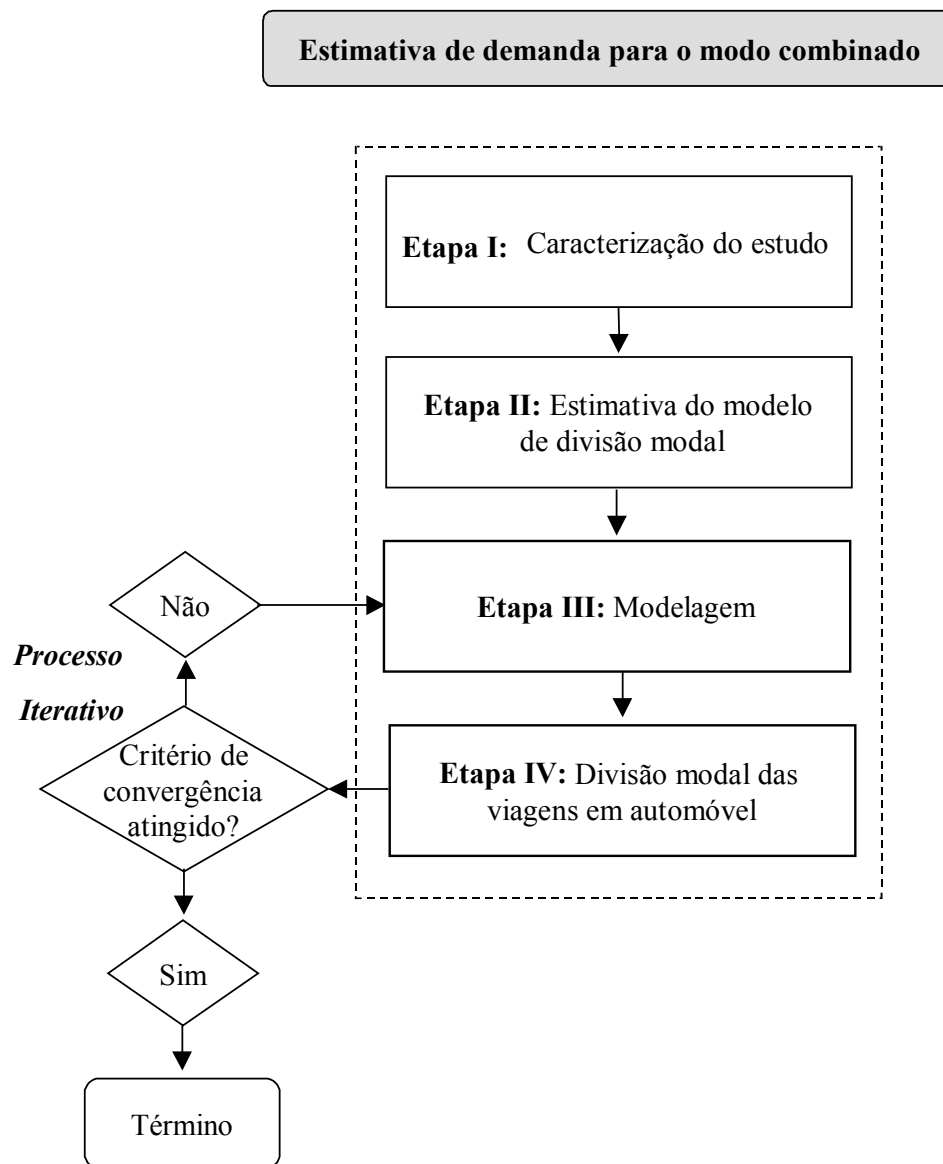 Estimativa de demanda para o modo combinado
Etapa I: Caracterização do estudo
Etapa II: Estimativa do modelo
de divisão modal
Não
Etapa III: Modelagem
Processo
Iterativo
Critério de
convergência
atingido?
Etapa IV: Divisão modal das
viagens em automóvel
Sim
Término